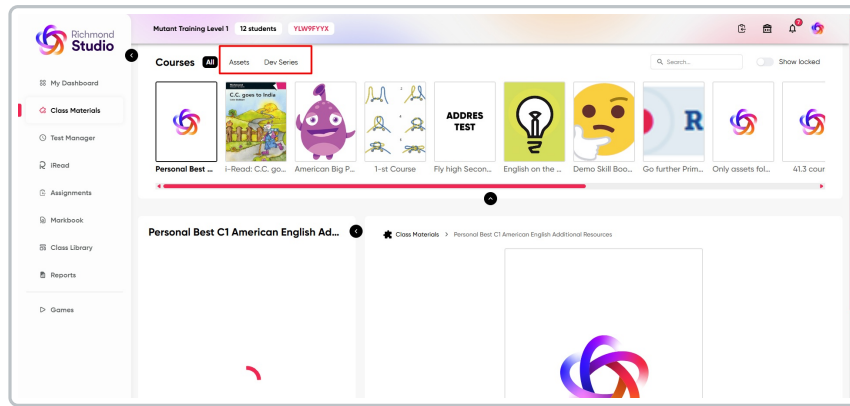 Richmond
Studio
Mutant Training Level 1
12 students
YLW9FYYX
7
Courses
All
Assets
Dev Series
Search...
Show locked
My Dashboard
Class Materials
Test Manager
iRead
Assignments
Markbook
Class Library
Reports
Games
C.C. goes to India
ADDRES
TEST
R
Personal Best ...
i-Read: C.C. go...
American Big P...
1-st Course
Fly high Secon...
English on the ...
Demo Skill Boo...
Go further Prim...
Only assets fol...
41.3 cour
Personal Best C1 American English Ad...
Class Materials > Personal Best C1 American English Additional Resources